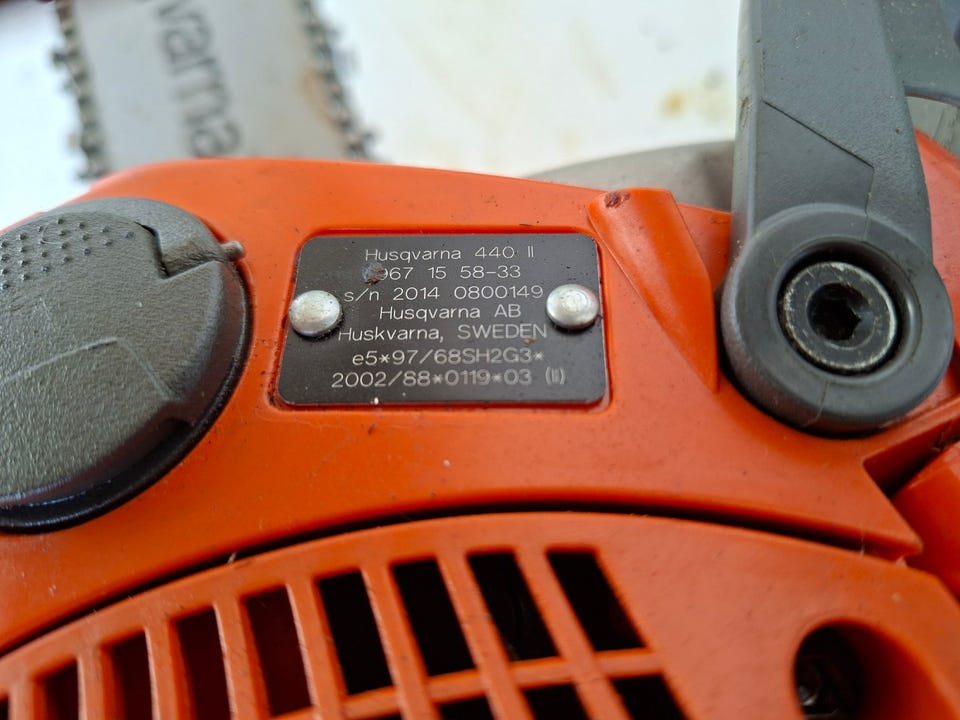 varna
Husqvarna 440 II
967 15 58-33
s/n 2014 0800149
Husqvarna AB
Huskvarna, SWEDEN
e5*97/68SH2G3*
2002/88*0119*03 (II)